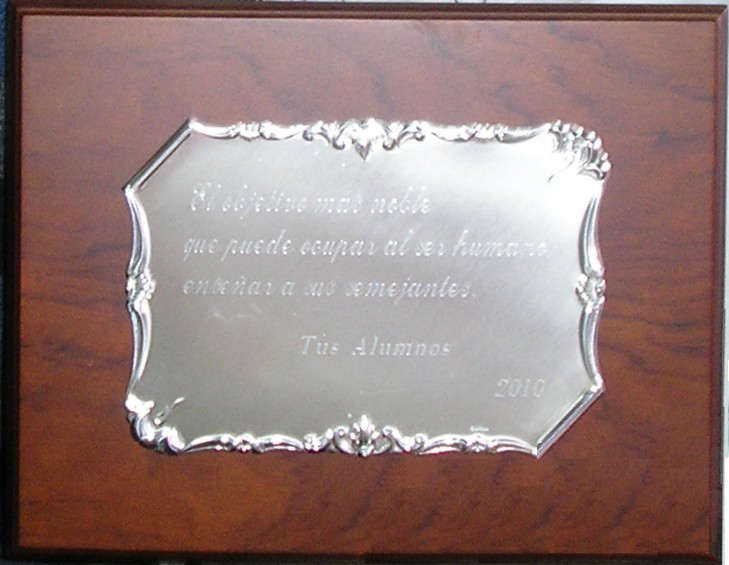 El objetivo más noble
que puede ocupar al ser humano,
enseñar a sus semejantes.
Tus Alumnos
2010